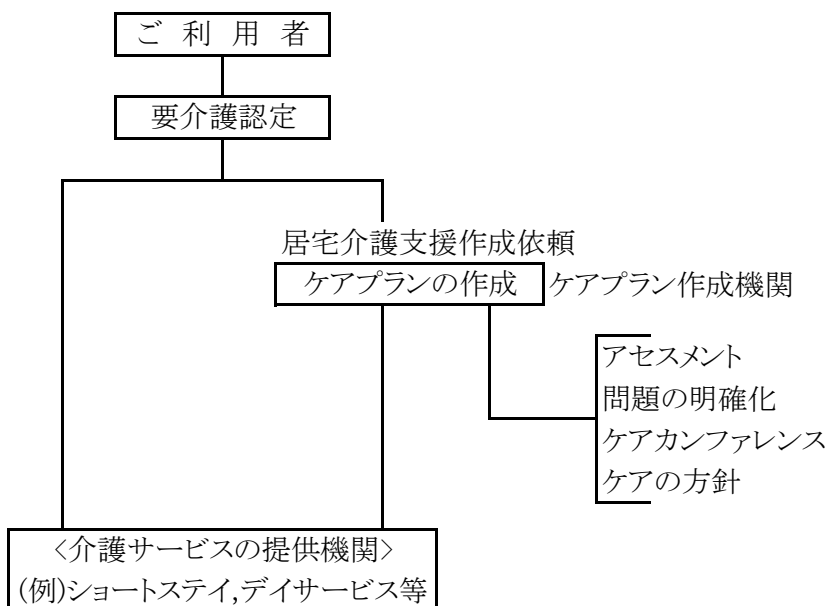 ご 利 用 者
要介護認定
居宅介護支援作成依頼
ケアプランの作成 ケアプラン作成機関
アセスメント
問題の明確化
ケアカンファレンス
ケアの方針
〈介護サービスの提供機関〉
(例)ショートステイ,デイサービス等